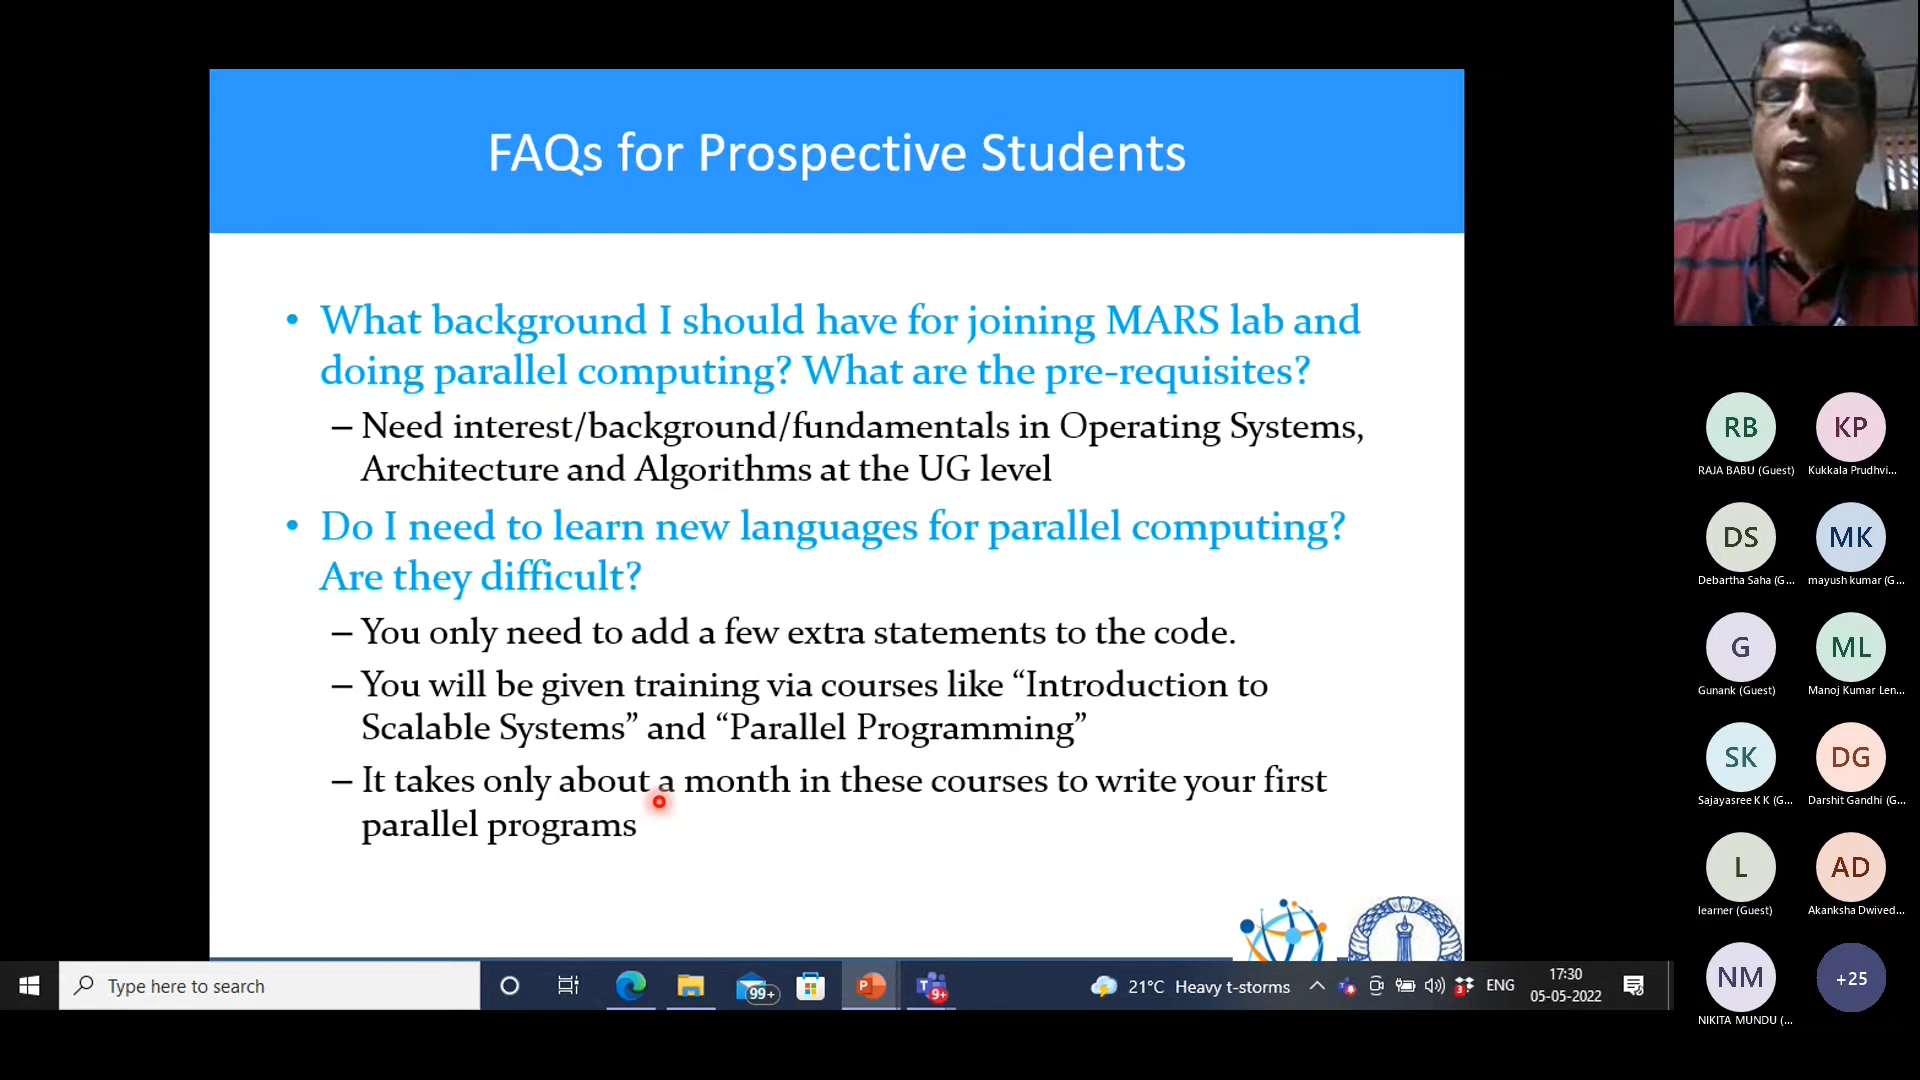 FAQs for Prospective Students
• What background I should have for joining MARS lab and
doing parallel computing? What are the pre-requisites?
– Need interest/background/fundamentals in Operating Systems,
Architecture and Algorithms at the UG level
• Do I need to learn new languages for parallel computing?
Are they difficult?
– You only need to add a few extra statements to the code.
– You will be given training via courses like “Introduction to
Scalable Systems” and “Parallel Programming”
– It takes only about a month in these courses to write your first
parallel programs
RB
KP
RAJA BABU (Guest)
Kukkala Prudhvi...
DS
MK
Debartha Saha (G...
mayush kumar (G...
G
ML
Gunank (Guest)
Manoj Kumar Len...
SK
DG
Sajayasree K K (G...
Darshit Gandhi (G...
L
AD
learner (Guest)
Akanksha Dwived...
NM
+25
NIKITA MUNDU (...
Type here to search
99+
P
T
9+
21°C Heavy t-storms
3
ENG
17:30
05-05-2022